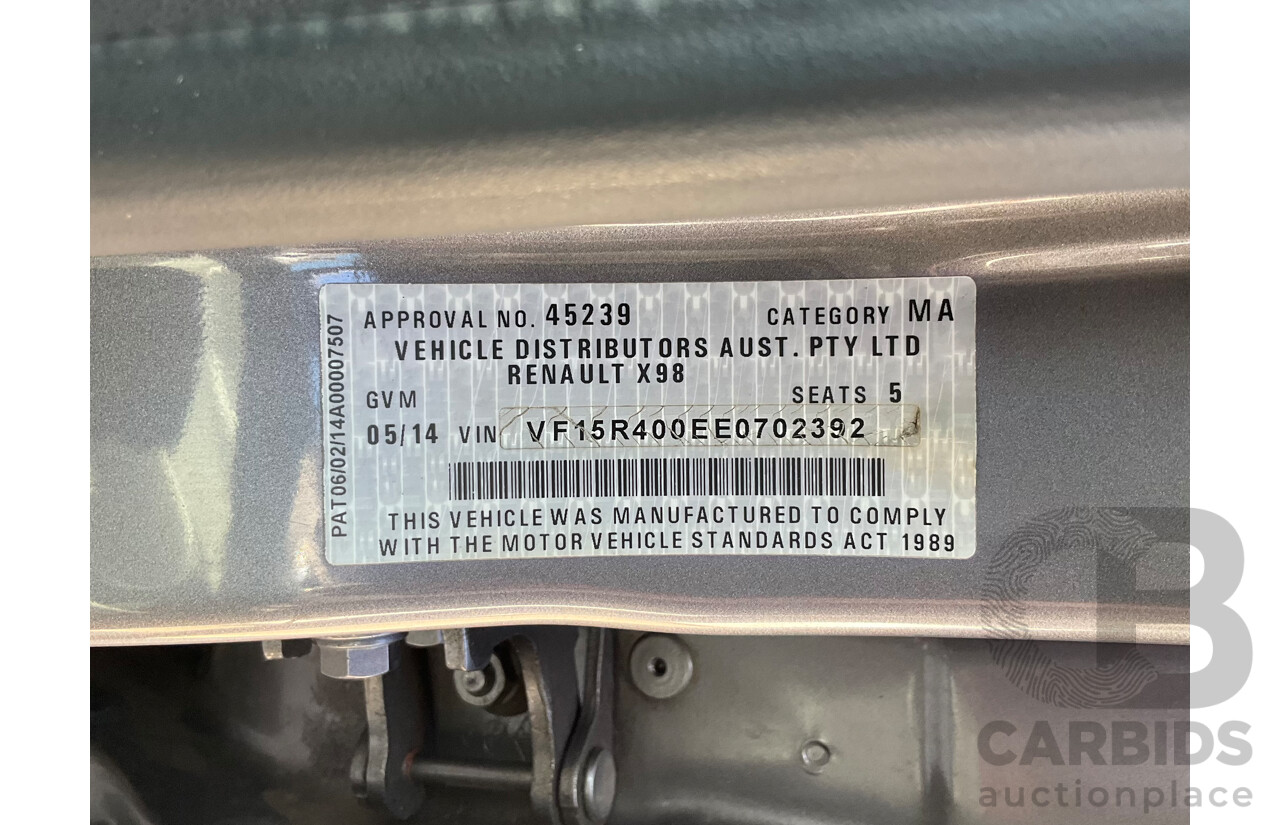 APPROVAL NO. 45239 CATEGORY MA
VEHICLE DISTRIBUTORS AUST. PTY LTD
RENAULT X98
GVM SEATS 5
05/14 VIN VF15R400EE0702392
THIS VEHICLE WAS MANUFACTURED TO COMPLY
WITH THE MOTOR VEHICLE STANDARDS ACT 1989
PAT06/02/14A00007507
CB
CARBIDS
auctionplace